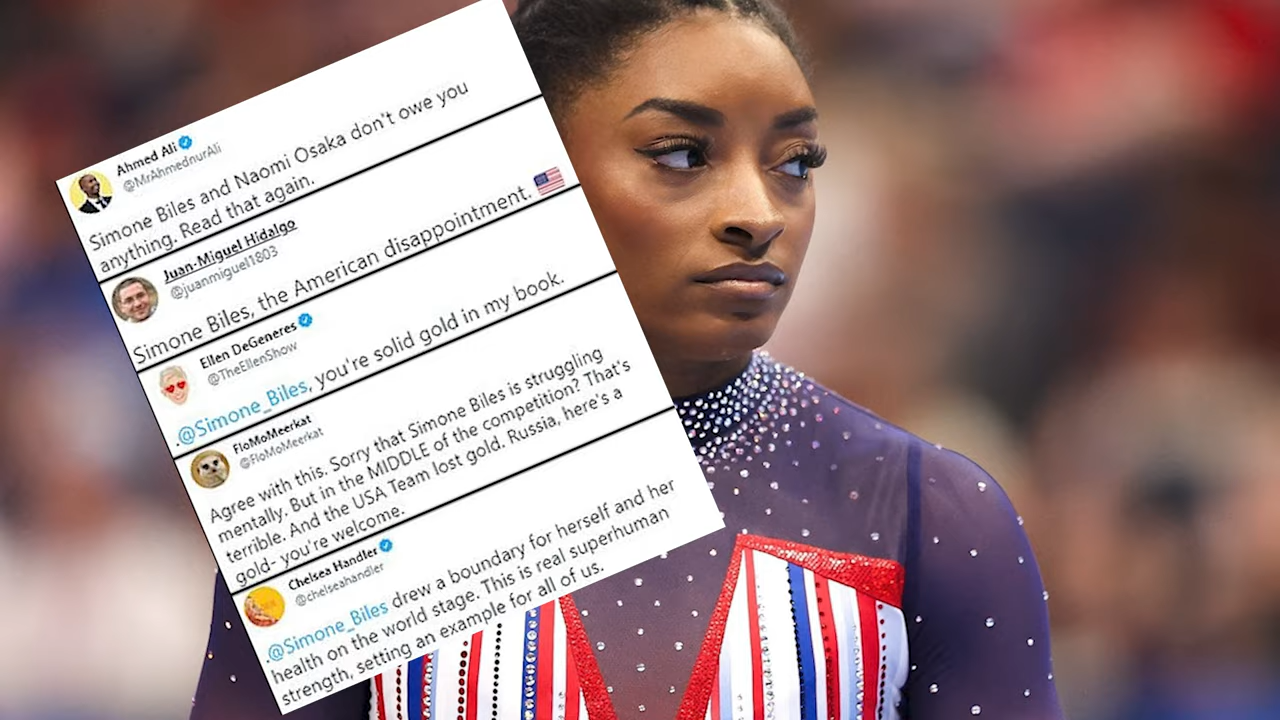 Ahmed Ali
@MrAhmednurAli
Simone Biles and Naomi Osaka don't owe you
anything. Read that again.
Juan-Miguel Hidalgo
@juanmiguel1803
Simone Biles, the American disappointment. 🇺🇸
Ellen DeGeneres
@TheEllenShow
.@Simone_Biles, you're solid gold in my book.
FloMoMeerkat
@FloMoMeerkat
Agree with this. Sorry that Simone Biles is struggling
mentally. But in the MIDDLE of the competition? That's
terrible. And the USA Team lost gold. Russia, here's a
gold- you're welcome.
Chelsea Handler
@chelseahandler
.@Simone_Biles drew a boundary for herself and her
health on the world stage. This is real superhuman
strength, setting an example for all of us.